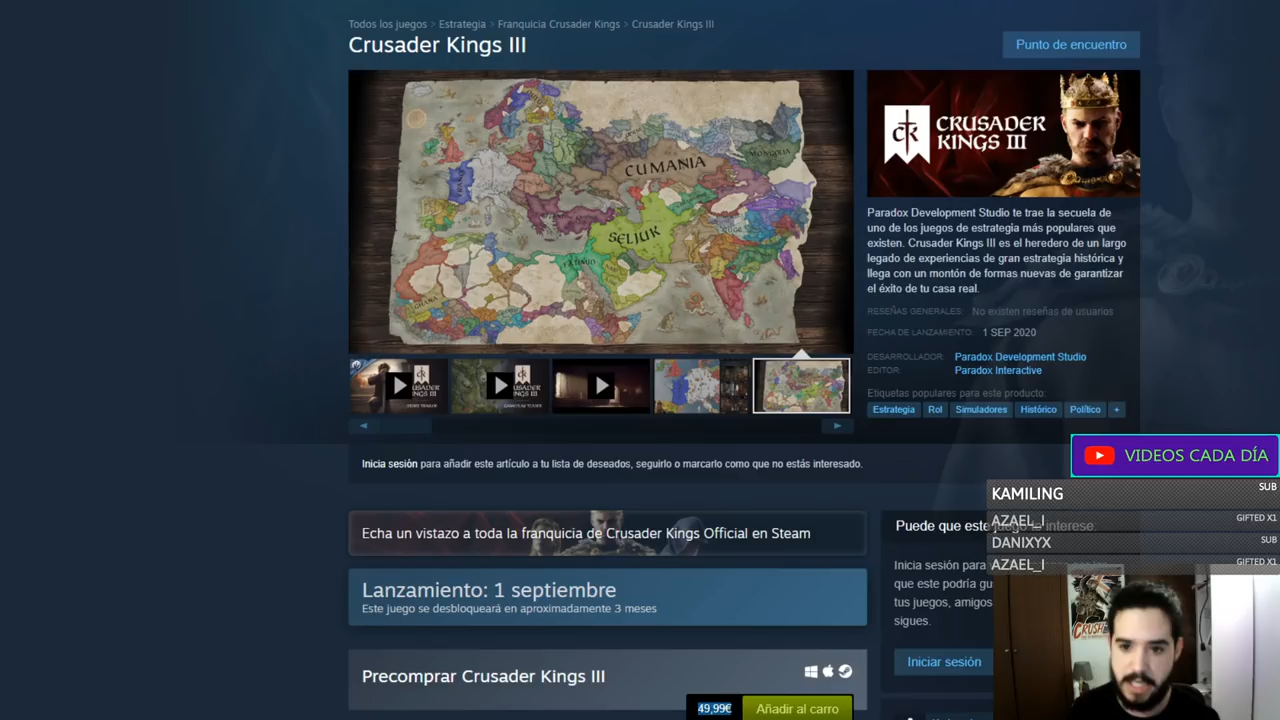 Todos los juegos > Estrategia > Franquicia Crusader Kings > Crusader Kings III
Crusader Kings III
Punto de encuentro
CUMANIA
MONGOLIA
SELJUK
GHANA
CRUSADER
KINGS III
Paradox Development Studio te trae la secuela de
uno de los juegos de estrategia más populares que
existen. Crusader Kings III es el heredero de un largo
legado de experiencias de gran estrategia histórica y
llega con un montón de formas nuevas de garantizar
el éxito de tu casa real.
RESEÑAS GENERALES: No existen reseñas de usuarios
FECHA DE LANZAMIENTO: 1 SEP 2020
DESARROLLADOR: Paradox Development Studio
EDITOR: Paradox Interactive
Etiquetas populares para este producto:
Estrategia Rol Simuladores Histórico Político +
Inicia sesión para añadir este artículo a tu lista de deseados, seguirlo o marcarlo como que no estás interesado.
VIDEOS CADA DÍA
KAMILING SUB
AZAEL_I GIFTED X1
DANIXYX SUB
AZAEL_I GIFTED X1
Echa un vistazo a toda la franquicia de Crusader Kings Official en Steam
Puede que este juego te interese:
Inicia sesión para
que este podría gu
tus juegos, amigos
sigues.
Iniciar sesión
Lanzamiento: 1 septiembre
Este juego se desbloqueará en aproximadamente 3 meses
Precomprar Crusader Kings III
49,99€
Añadir al carro